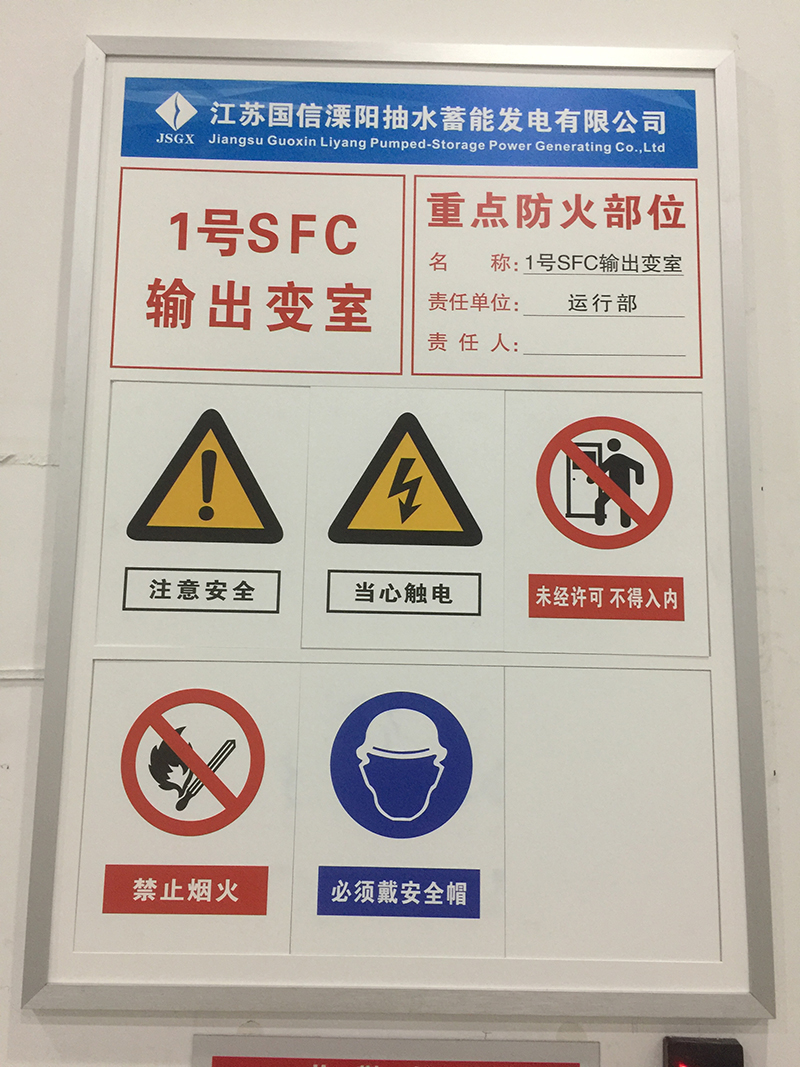 江苏国信溧阳抽水蓄能发电有限公司
JSGX
Jiangsu Guoxin Liyang Pumped-Storage Power Generating Co.,Ltd
1号SFC
输出变室
重点防火部位
名 称：1号SFC输出变室
责任单位：运行部
责 任 人：
注意安全
当心触电
未经许可 不得入内
禁止烟火
必须戴安全帽